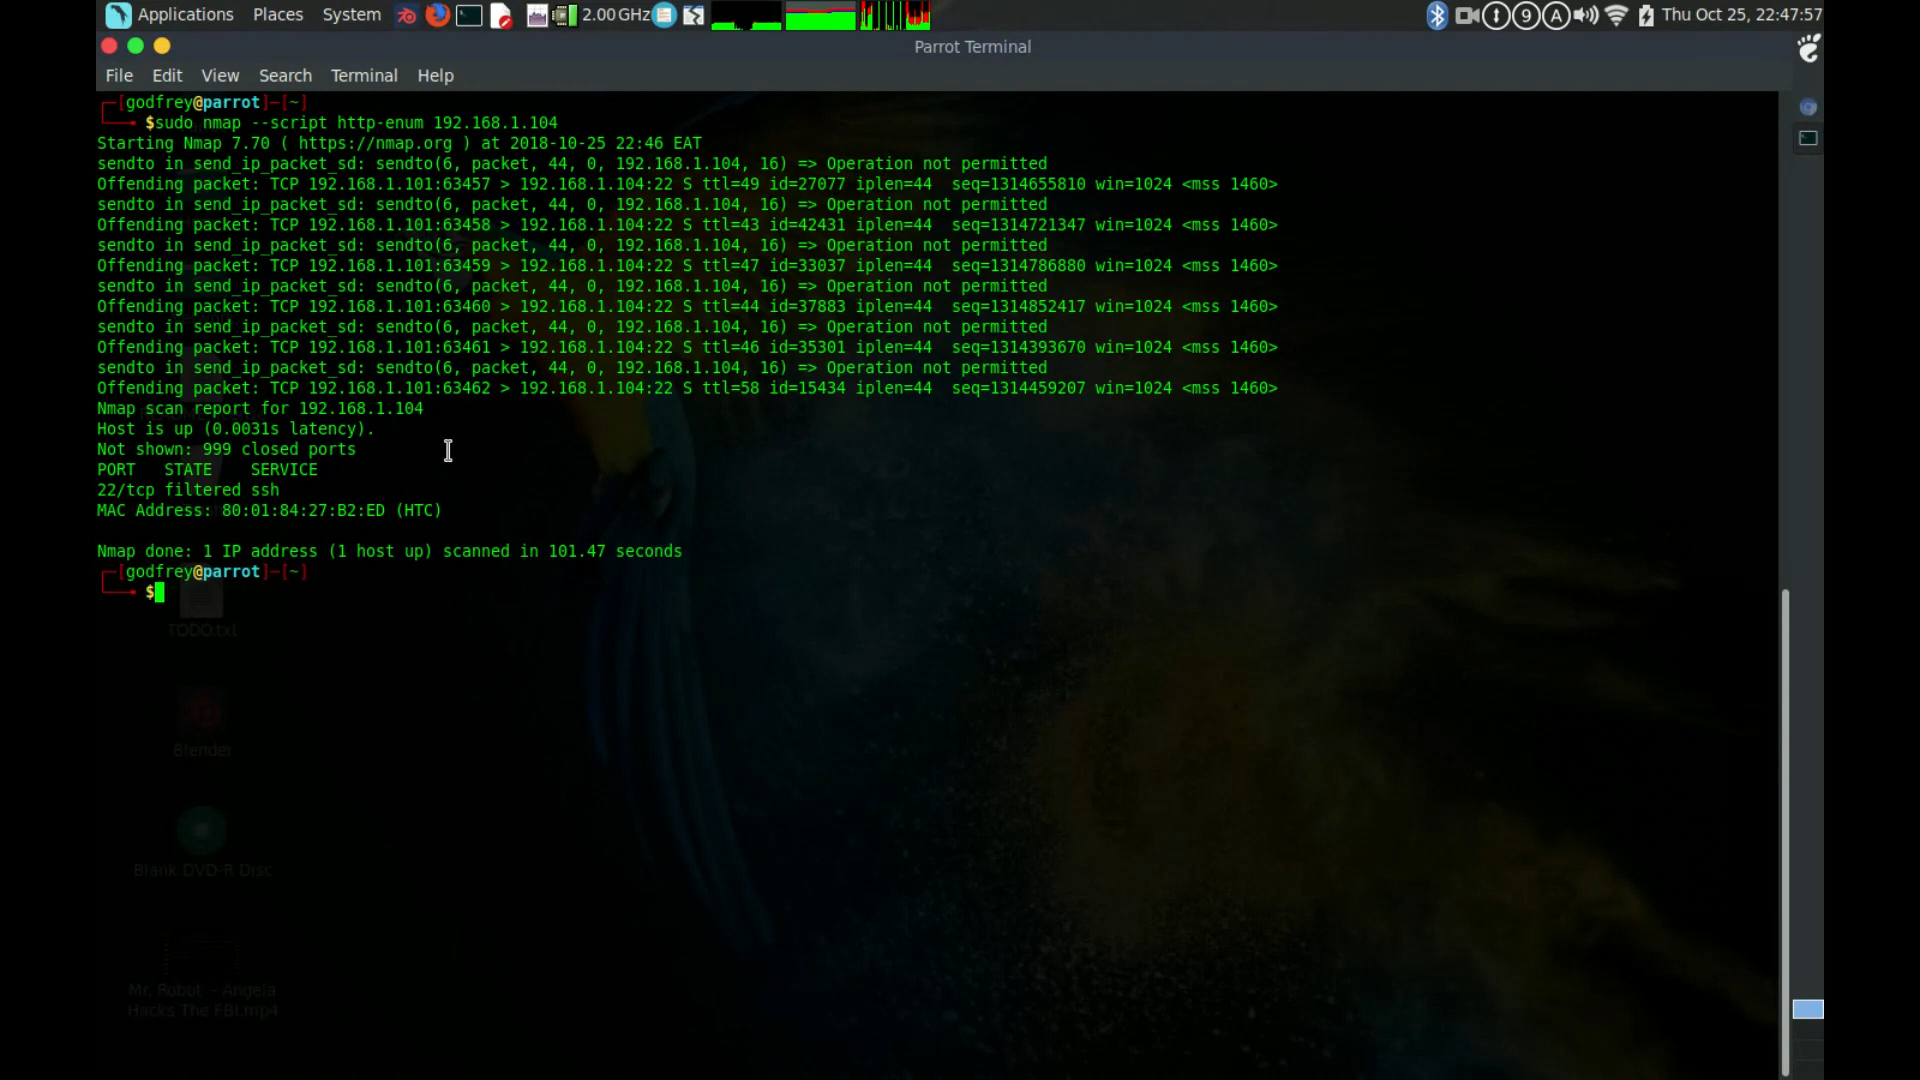 Applications Places System 2.00GHz 9 A Thu Oct 25, 22:47:57
Parrot Terminal
File Edit View Search Terminal Help
┌─[godfrey@parrot]─[~]
└──╼ $sudo nmap --script http-enum 192.168.1.104
Starting Nmap 7.70 ( https://nmap.org ) at 2018-10-25 22:46 EAT
sendto in send_ip_packet_sd: sendto(6, packet, 44, 0, 192.168.1.104, 16) => Operation not permitted
Offending packet: TCP 192.168.1.101:63457 > 192.168.1.104:22 S ttl=49 id=27077 iplen=44  seq=1314655810 win=1024 <mss 1460>
sendto in send_ip_packet_sd: sendto(6, packet, 44, 0, 192.168.1.104, 16) => Operation not permitted
Offending packet: TCP 192.168.1.101:63458 > 192.168.1.104:22 S ttl=43 id=42431 iplen=44  seq=1314721347 win=1024 <mss 1460>
sendto in send_ip_packet_sd: sendto(6, packet, 44, 0, 192.168.1.104, 16) => Operation not permitted
Offending packet: TCP 192.168.1.101:63459 > 192.168.1.104:22 S ttl=47 id=33037 iplen=44  seq=1314786880 win=1024 <mss 1460>
sendto in send_ip_packet_sd: sendto(6, packet, 44, 0, 192.168.1.104, 16) => Operation not permitted
Offending packet: TCP 192.168.1.101:63460 > 192.168.1.104:22 S ttl=44 id=37883 iplen=44  seq=1314852417 win=1024 <mss 1460>
sendto in send_ip_packet_sd: sendto(6, packet, 44, 0, 192.168.1.104, 16) => Operation not permitted
Offending packet: TCP 192.168.1.101:63461 > 192.168.1.104:22 S ttl=46 id=35301 iplen=44  seq=1314393670 win=1024 <mss 1460>
sendto in send_ip_packet_sd: sendto(6, packet, 44, 0, 192.168.1.104, 16) => Operation not permitted
Offending packet: TCP 192.168.1.101:63462 > 192.168.1.104:22 S ttl=58 id=15434 iplen=44  seq=1314459207 win=1024 <mss 1460>
Nmap scan report for 192.168.1.104
Host is up (0.0031s latency).
Not shown: 999 closed ports
PORT   STATE    SERVICE
22/tcp filtered ssh
MAC Address: 80:01:84:27:B2:ED (HTC)
Nmap done: 1 IP address (1 host up) scanned in 101.47 seconds
┌─[godfrey@parrot]─[~]
└──╼ $
TODO.txt
Blender
Blank DVD-R Disc
Mr. Robot - Angela
Hacks The FBI.mp4